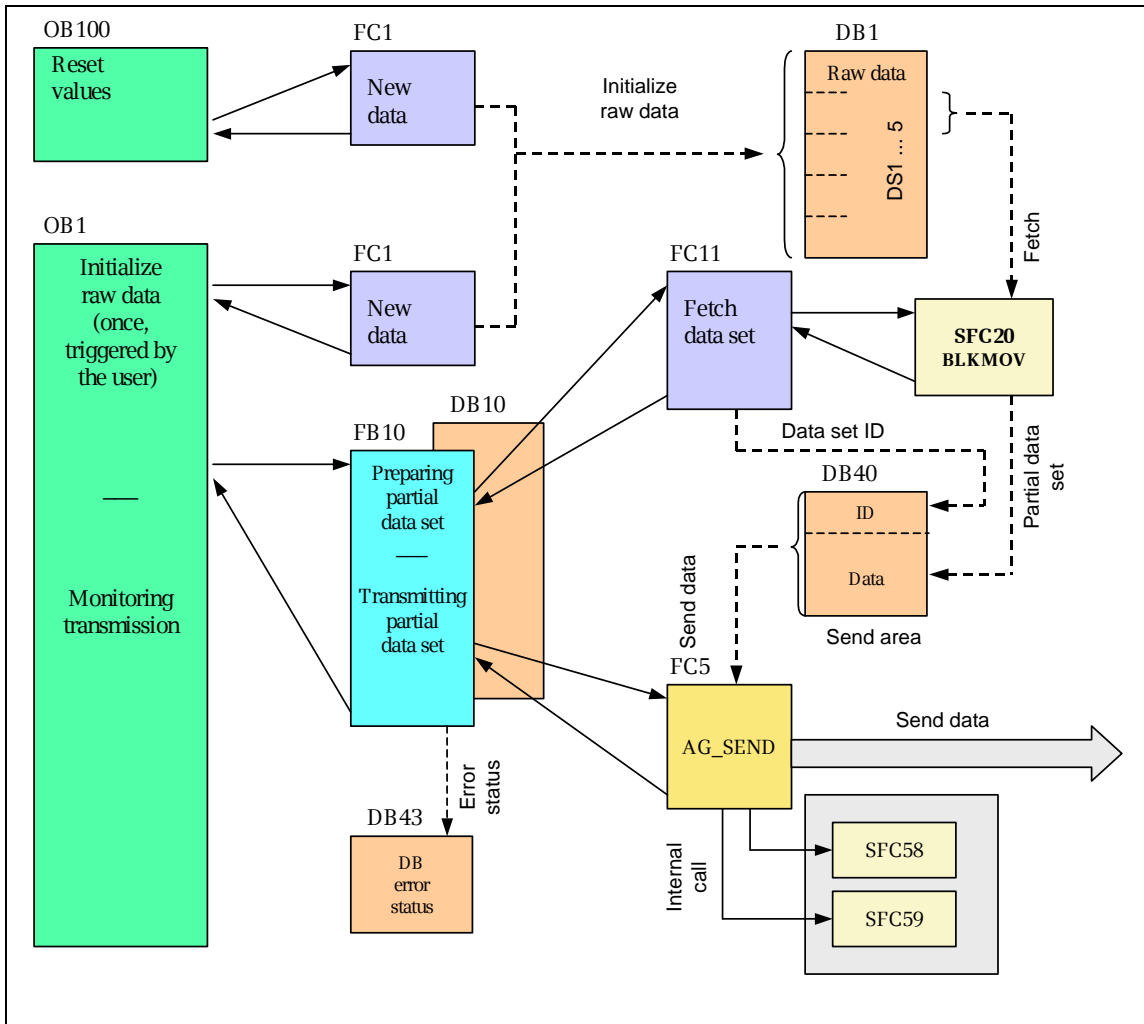 OB100
Reset
values
FC1
New
data
Initialize
raw data
DB1
Raw data
DS1 ... 5
Fetch
OB1
Initialize
raw data
(once,
triggered by
the user)
Monitoring
transmission
FC1
New
data
FC11
Fetch
data set
SFC20
BLKMOV
Data set ID
Partial data
set
DB10
FB10
Preparing
partial
data set
Transmitting
partial
data set
DB40
ID
Data
Send area
Send data
FC5
AG_SEND
Send data
Error
status
DB43
DB
error
status
Internal
call
SFC58
SFC59